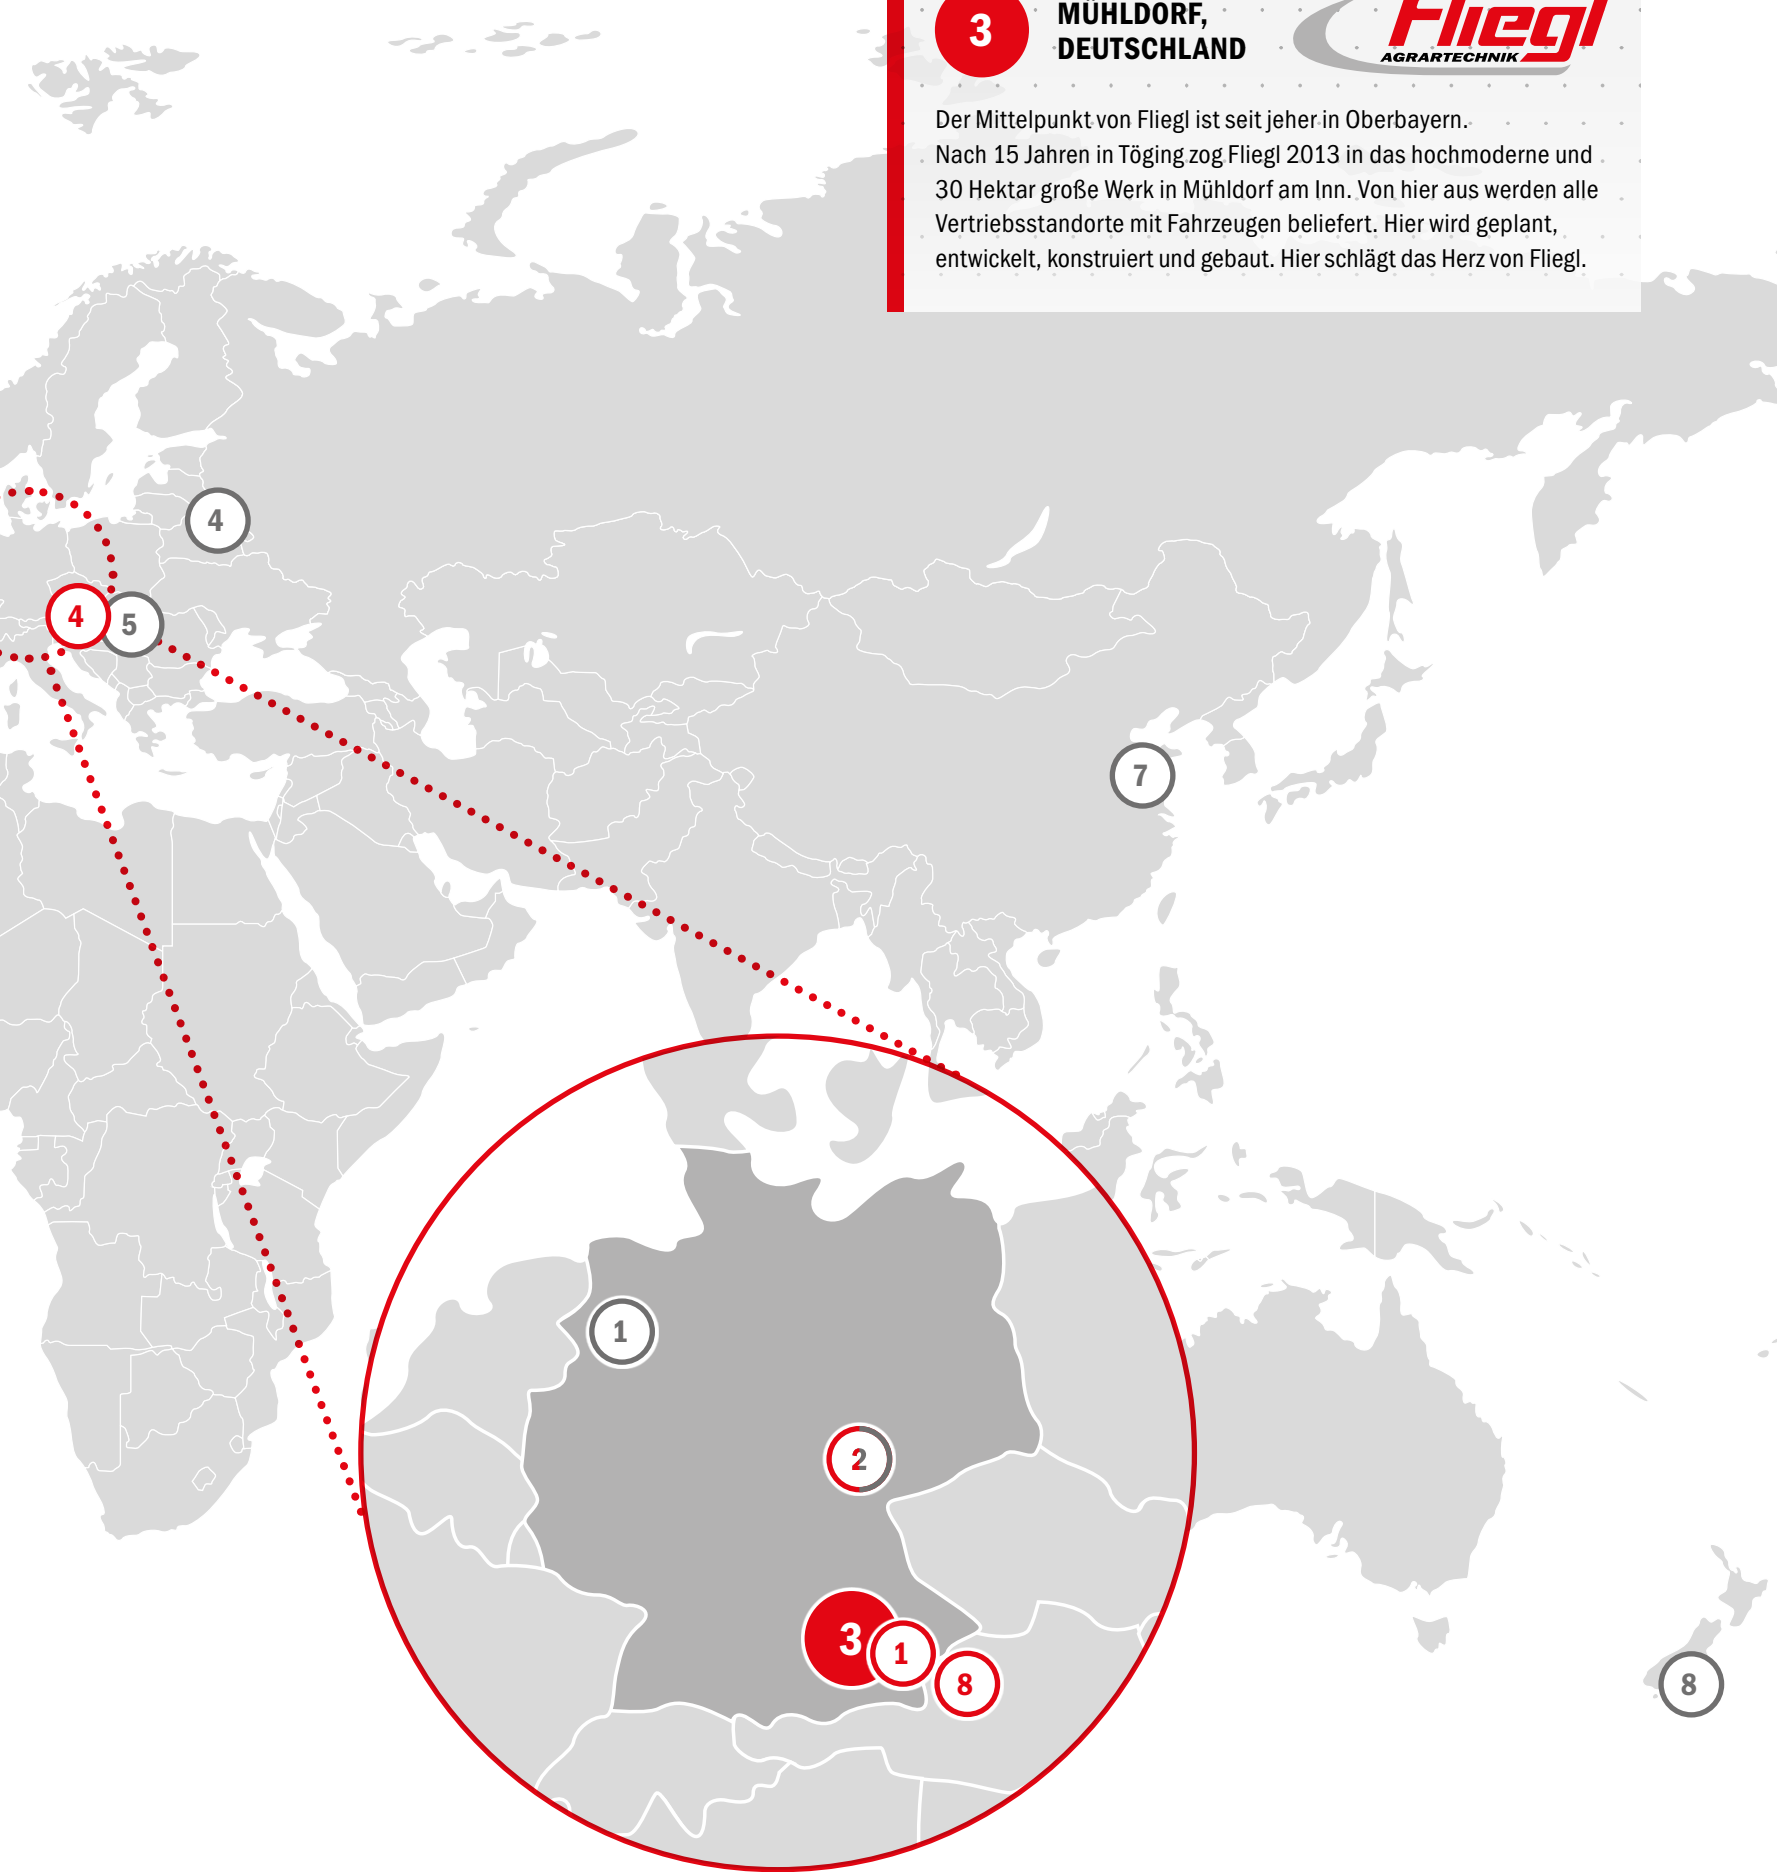 3
MÜHLDORF,
DEUTSCHLAND
Fliegl
AGRARTECHNIK
Der Mittelpunkt von Fliegl ist seit jeher in Oberbayern.
Nach 15 Jahren in Töging zog Fliegl 2013 in das hochmoderne und
30 Hektar große Werk in Mühldorf am Inn. Von hier aus werden alle
Vertriebsstandorte mit Fahrzeugen beliefert. Hier wird geplant,
entwickelt, konstruiert und gebaut. Hier schlägt das Herz von Fliegl.
4
4
5
7
1
2
3
1
8
8